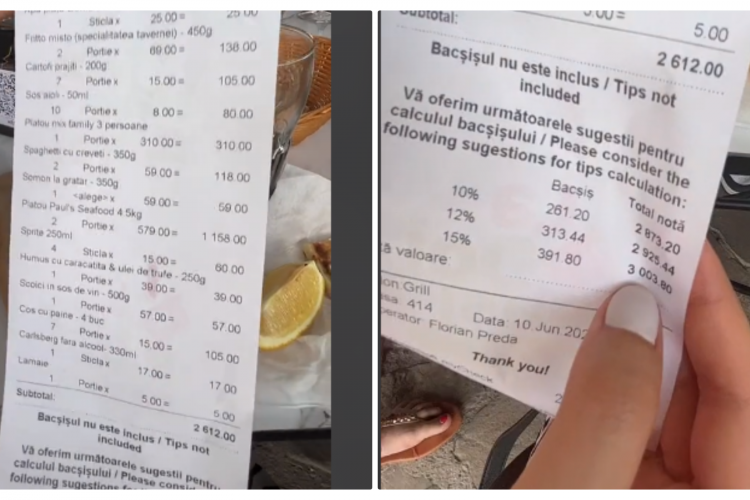 1 Sticla x 25.00 = 25.00
Fritto misto (specialitatea tavernei) - 450g
2 Portie x 69.00 = 138.00
Cartofi prajiti - 200g
7 Portie x 15.00 = 105.00
Sos aioli - 50ml
10 Portie x 8.00 = 80.00
Platou mix family 3 persoane
1 Portie x 310.00 = 310.00
Spaghetti cu creveti - 350g
2 Portie x 59.00 = 118.00
Somon la gratar - 350g
1 <alege> x 59.00 = 59.00
Platou Paul's Seafood 4.5kg
2 Portie x 579.00 = 1 158.00
Sprite 250ml
4 Sticla x 15.00 = 60.00
Humus cu caracatita & ulei de trufe - 250g
1 Portie x 39.00 = 39.00
Scoici in sos de vin - 500g
1 Portie x 57.00 = 57.00
Cos cu paine - 4 buc
7 Portie x 15.00 = 105.00
Carlsberg fara alcool - 330ml
1 Sticla x 17.00 = 17.00
Lamaie
1 Portie x 5.00 = 5.00
Subtotal: 2 612.00
Bacșișul nu este inclus / Tips not
included
Vă oferim următoarele sugestii pentru
calculul bacșișului / Please consider the
following suggestions for tips
5.00 = 5.00
Subtotal: 2 612.00
Bacșișul nu este inclus / Tips not
included
Vă oferim următoarele sugestii pentru
calculul bacșișului / Please consider the
following suggestions for tips calculation:
Bacșiș Total notă
10% 261.20 2 873.20
12% 313.44 2 925.44
15% 391.80 3 003.80
ă valoare:
on Grill
sa: 414 Data: 10 Jun 202
perator: Florian Preda
Thank you!